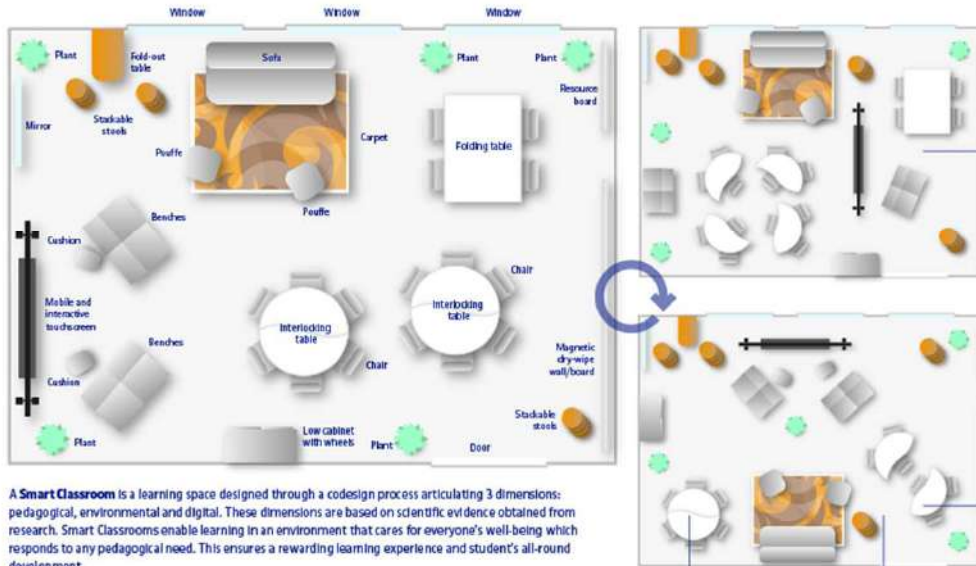 Window
Window
Window
Plant
Fold-out
table
Sofa
Plant
Plant
Resource
board
Stackable
stools
Mirror
Carpet
Folding table
Pouffe
Pouffe
Benches
Cushion
Chair
Mobile and
interactive
touchscreen
Interlocking
table
Interlocking
table
Benches
Chair
Magnetic
dry-wipe
wall/board
Cushion
Stackable
stools
Plant
Low cabinet
with wheels
Plant
Door
A Smart Classroom is a learning space designed through a codesign process articulating 3 dimensions:
pedagogical, environmental and digital. These dimensions are based on scientific evidence obtained from
research. Smart Classrooms enable learning in an environment that cares for everyone's well-being which
responds to any pedagogical need. This ensures a rewarding learning experience and student's all-round
development